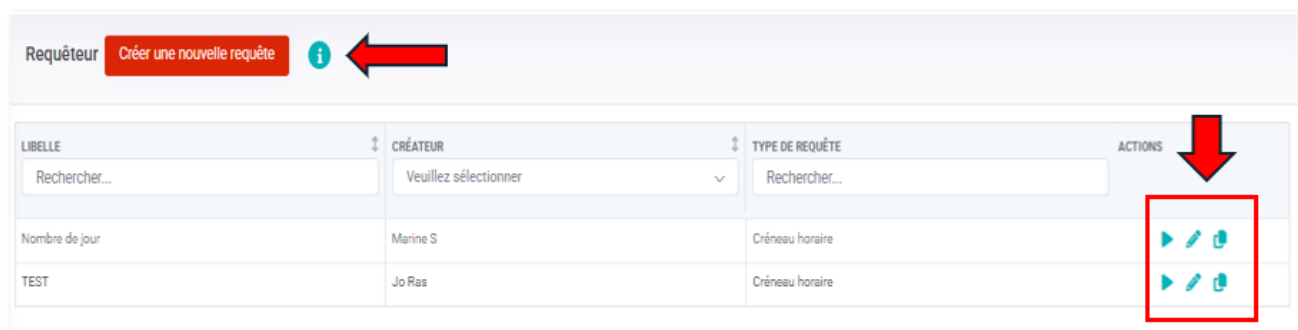 Requêteur Créer une nouvelle requête i
LIBELLE CRÉATEUR TYPE DE REQUÊTE ACTIONS
Rechercher... Veuillez sélectionner Rechercher...
Nombre de jour Marine S Créneau horaire
TEST Jo Ras Créneau horaire